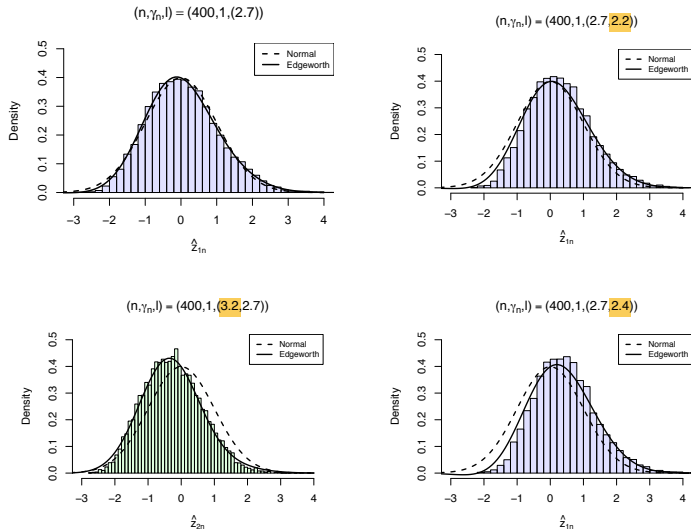 (n,γₙ,l) = (400,1,(2.7))
Normal
Edgeworth
Density
0.0 0.1 0.2 0.3 0.4 0.5
−3 −2 −1 0 1 2 3 4
ẑ₁ₙ
(n,γₙ,l) = (400,1,(2.7,2.2))
Normal
Edgeworth
Density
0.0 0.1 0.2 0.3 0.4 0.5
−3 −2 −1 0 1 2 3 4
ẑ₁ₙ
(n,γₙ,l) = (400,1,(3.2,2.7))
Normal
Edgeworth
Density
0.0 0.1 0.2 0.3 0.4 0.5
−3 −2 −1 0 1 2 3 4
ẑ₂ₙ
(n,γₙ,l) = (400,1,(2.7,2.4))
Normal
Edgeworth
Density
0.0 0.1 0.2 0.3 0.4 0.5
−3 −2 −1 0 1 2 3 4
ẑ₁ₙ